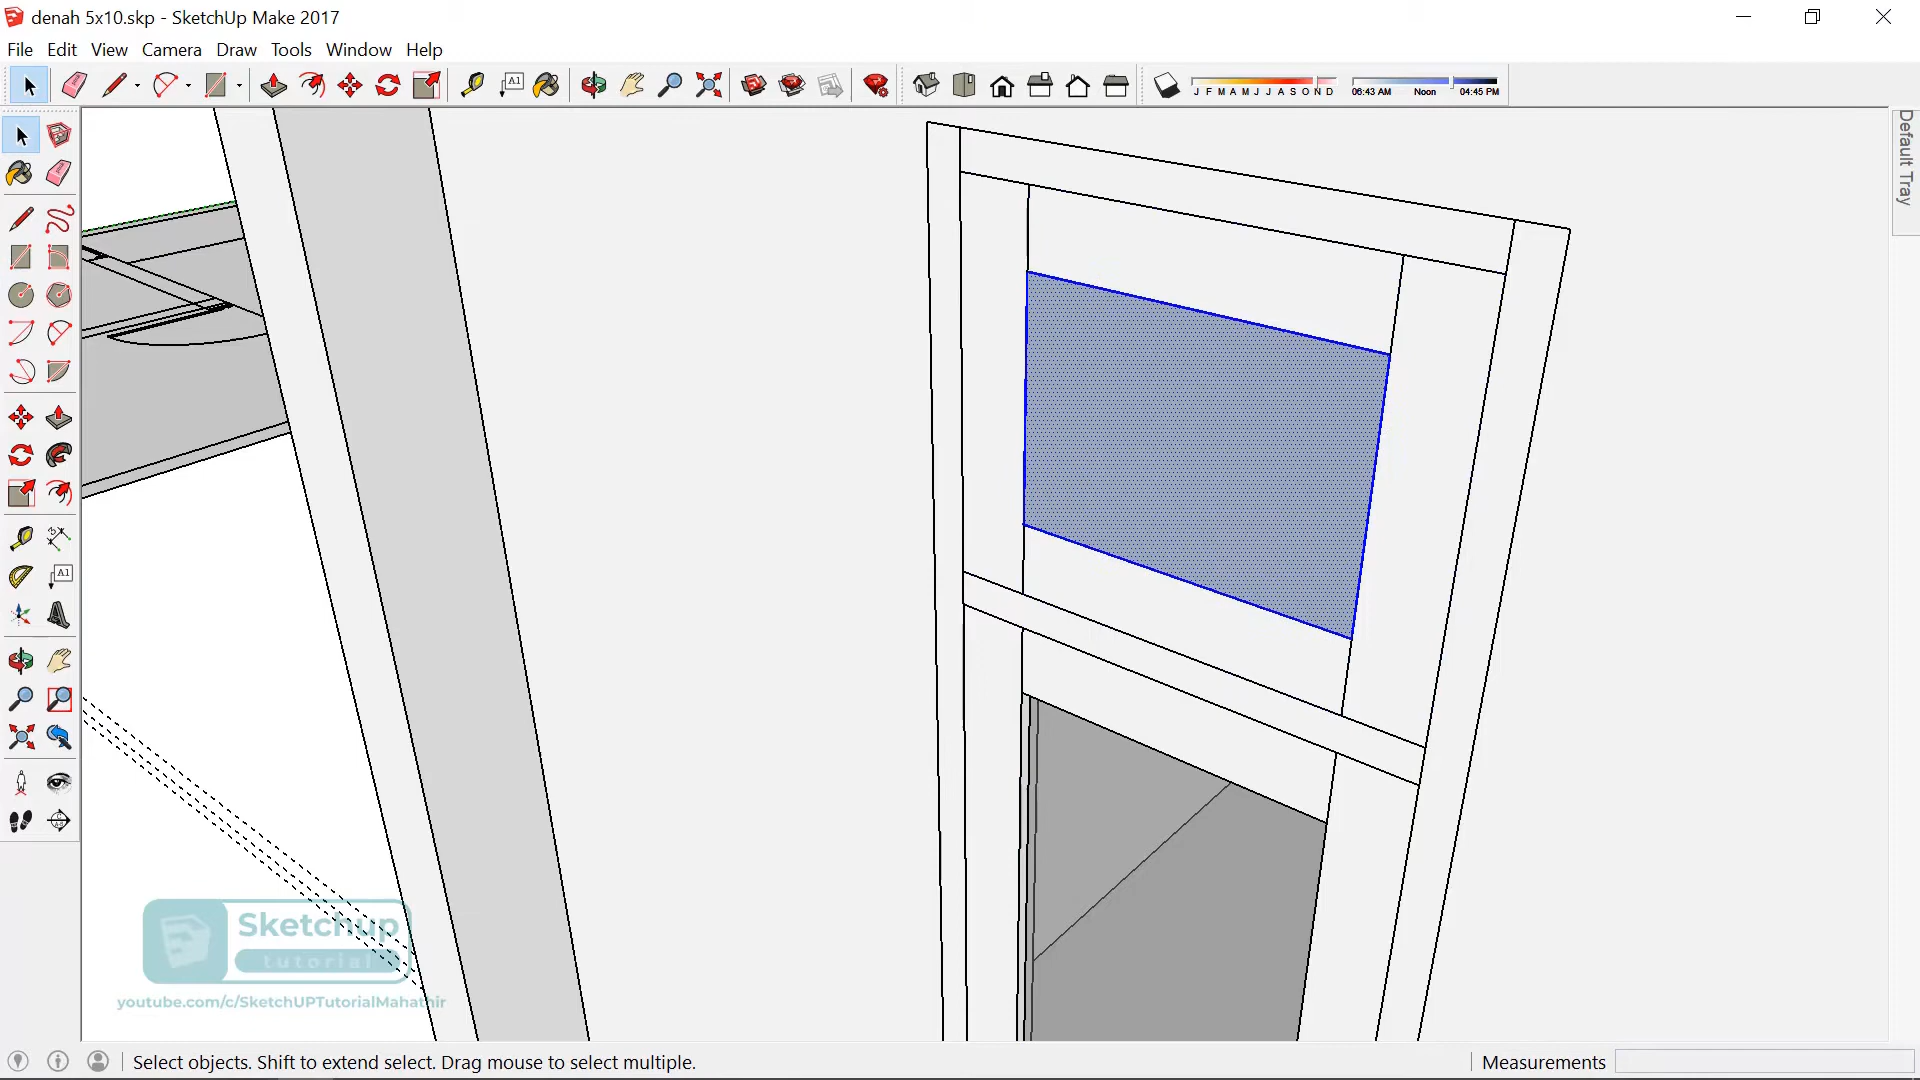 denah 5x10.skp - SketchUp Make 2017
File Edit View Camera Draw Tools Window Help
A1
J F M A M J J A S O N D
06:43 AM Noon 04:45 PM
Default Tray
A1
Sketchup
tutorial
youtube.com/c/SketchUPTutorialMahathir
Select objects. Shift to extend select. Drag mouse to select multiple.
Measurements